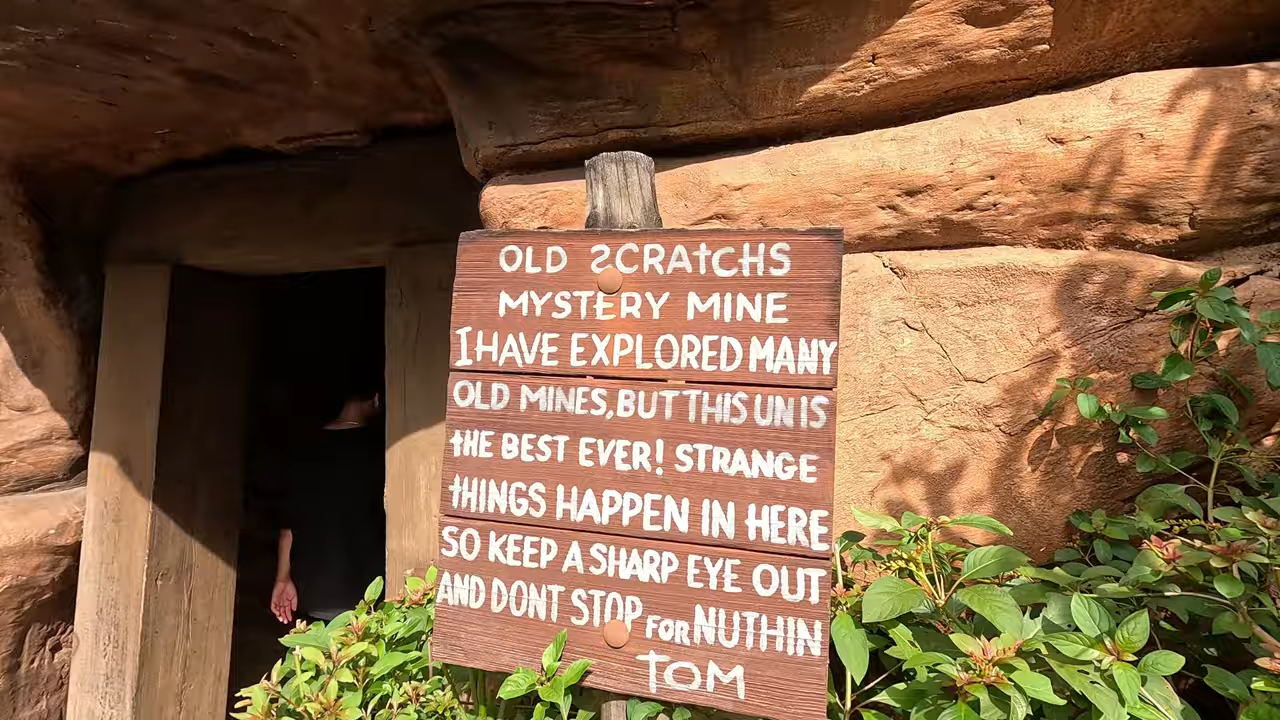 OLD SCRAtCHS
MYSTERY MINE
I HAVE EXPLORED MANY
OLD MINES, BUT THIS UN IS
tHE BEST EVER! STRANGE
tHINGS HAPPEN IN HERE
SO KEEP A SHARP EYE OUT
AND DONT STOP FOR NUTHIN
TOM